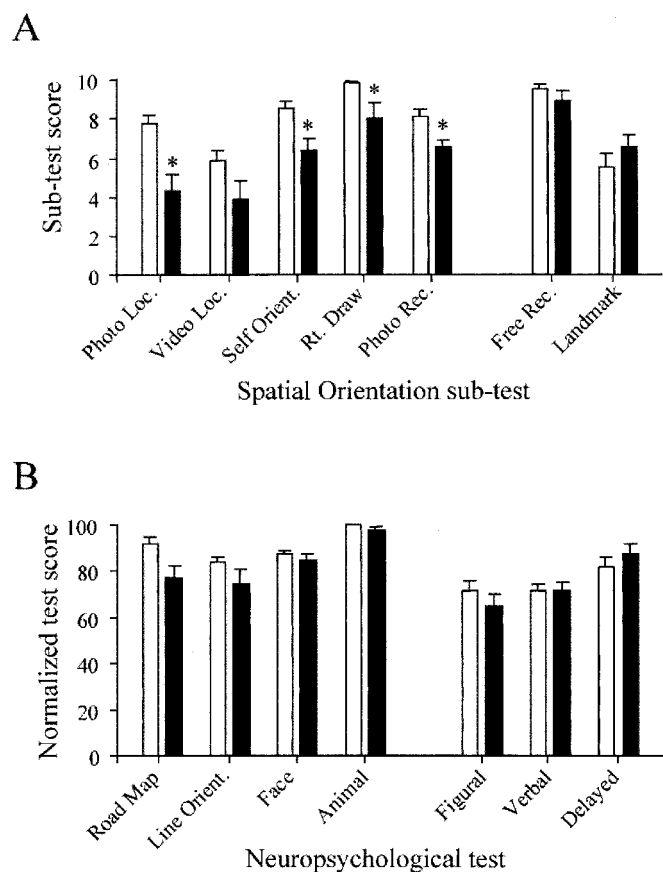 A
Sub-test score
10
8
6
4
2
0
*
*
*
*
Photo Loc.
Video Loc.
Self Orient.
Rt. Draw
Photo Rec.
Free Rec.
Landmark
Spatial Orientation sub-test
B
Normalized test score
100
80
60
40
20
0
Road Map
Line Orient.
Face
Animal
Figural
Verbal
Delayed
Neuropsychological test